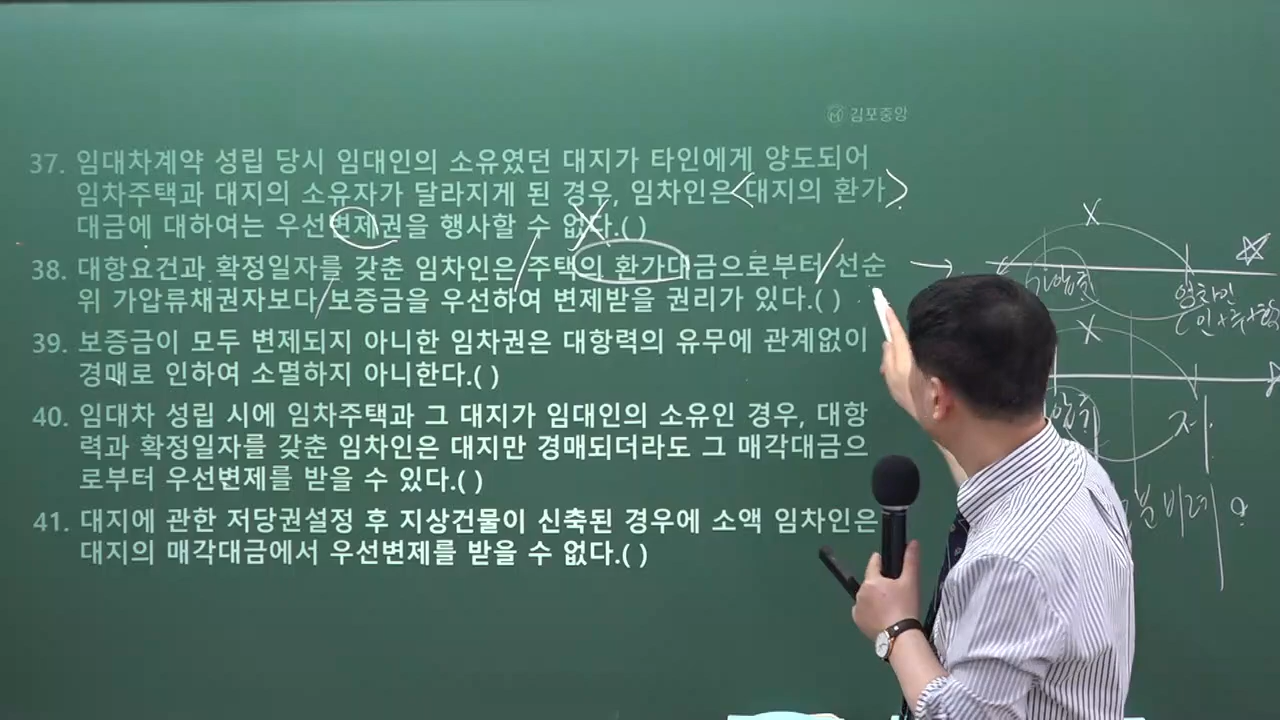 김포중앙
37. 임대차계약 성립 당시 임대인의 소유였던 대지가 타인에게 양도되어
임차주택과 대지의 소유자가 달라지게 된 경우, 임차인은 대지의 환가
대금에 대하여는 우선변제권을 행사할 수 없다.( )
38. 대항요건과 확정일자를 갖춘 임차인은 주택의 환가대금으로부터 선순
위 가압류채권자보다 보증금을 우선하여 변제받을 권리가 있다.( )
39. 보증금이 모두 변제되지 아니한 임차권은 대항력의 유무에 관계없이
경매로 인하여 소멸하지 아니한다.( )
40. 임대차 성립 시에 임차주택과 그 대지가 임대인의 소유인 경우, 대항
력과 확정일자를 갖춘 임차인은 대지만 경매되더라도 그 매각대금으
로부터 우선변제를 받을 수 있다.( )
41. 대지에 관한 저당권설정 후 지상건물이 신축된 경우에 소액 임차인은
대지의 매각대금에서 우선변제를 받을 수 없다.( )
X
임차인
X
저.